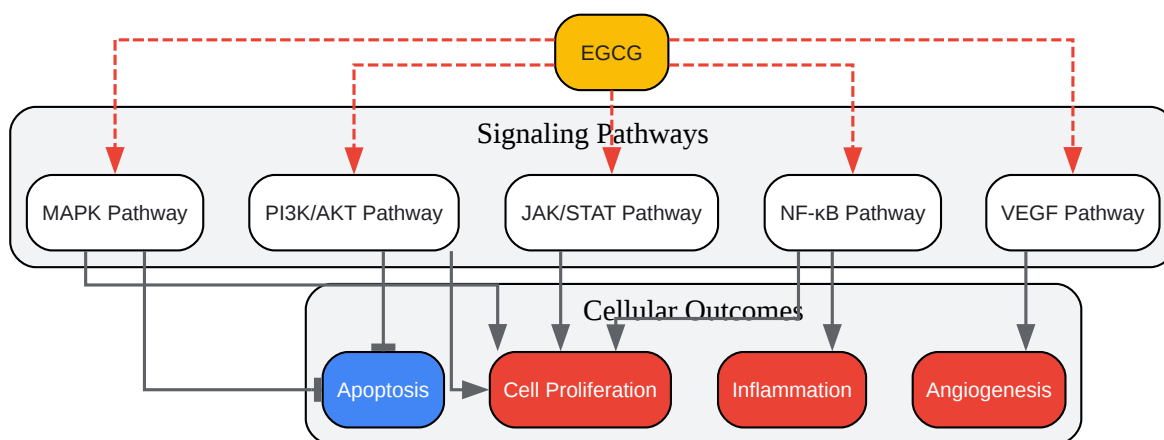 EGCG
Signaling Pathways
MAPK Pathway
PI3K/AKT Pathway
JAK/STAT Pathway
NF-κB Pathway
VEGF Pathway
Cellular Outcomes
Apoptosis
Cell Proliferation
Inflammation
Angiogenesis